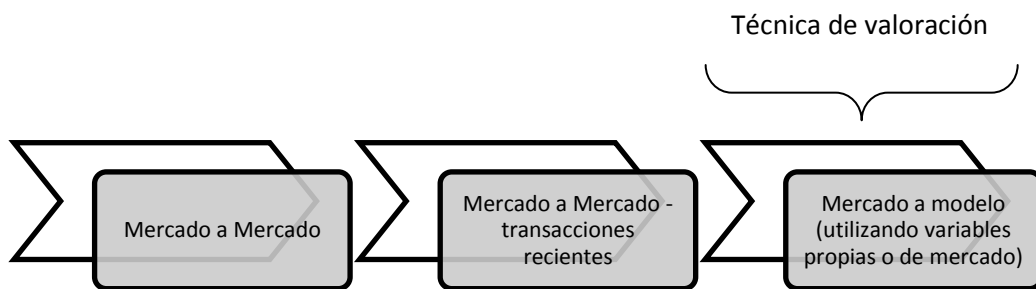 Técnica de valoración
Mercado a Mercado
Mercado a Mercado -
transacciones
recientes
Mercado a modelo
(utilizando variables
propias o de mercado)